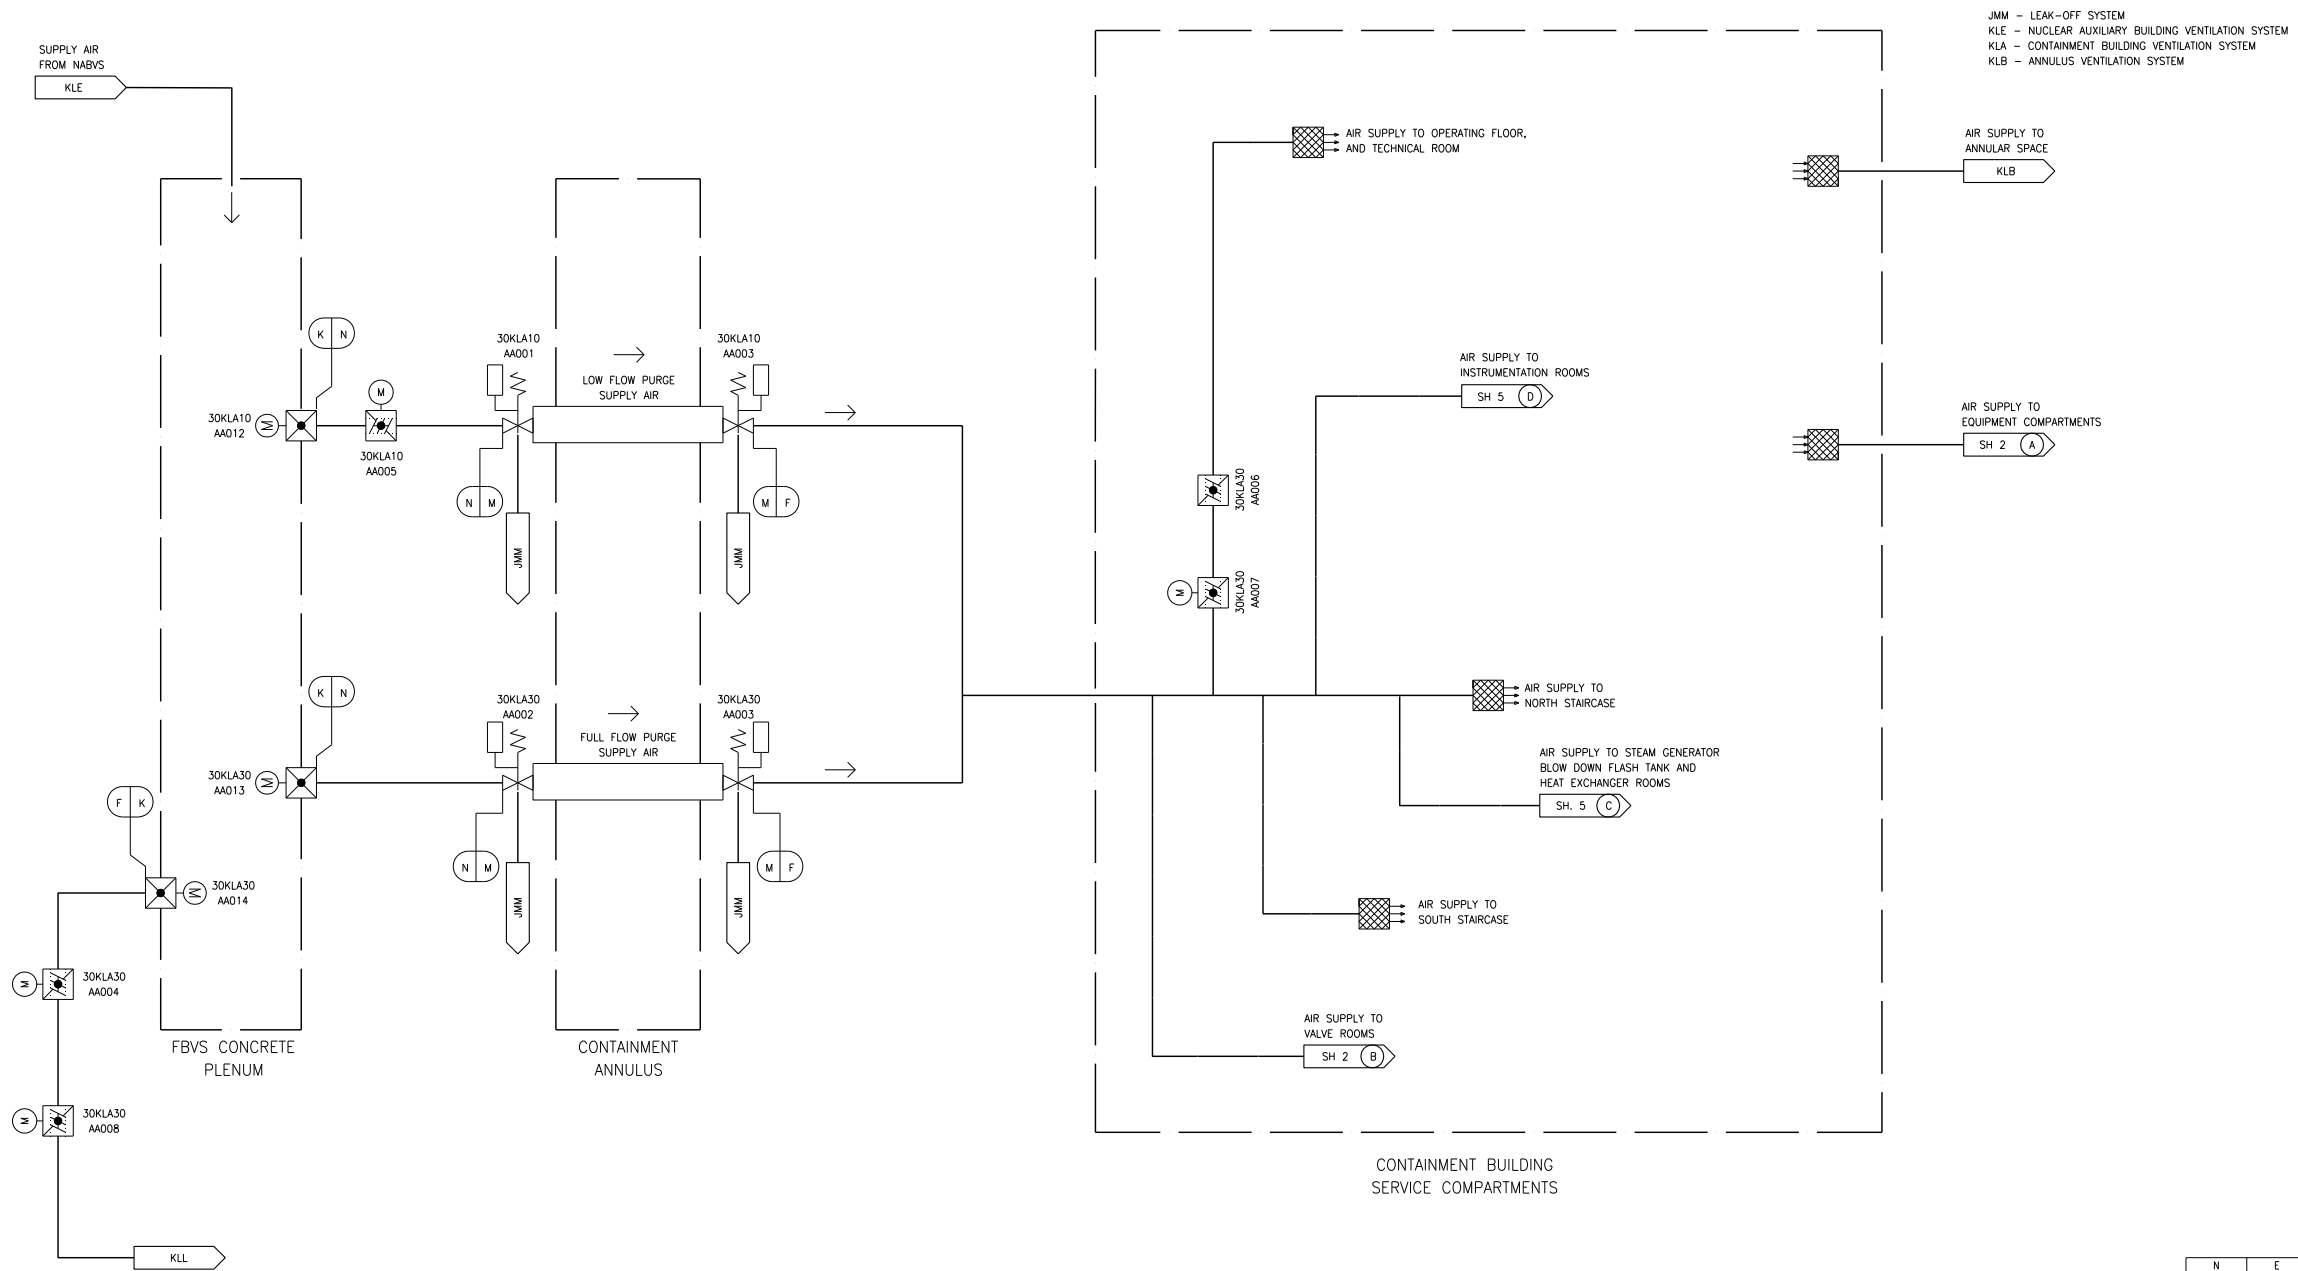 JMM - LEAK-OFF SYSTEM
KLE - NUCLEAR AUXILIARY BUILDING VENTILATION SYSTEM
KLA - CONTAINMENT BUILDING VENTILATION SYSTEM
KLB - ANNULUS VENTILATION SYSTEM
SUPPLY AIR
FROM NABVS
KLE
AIR SUPPLY TO OPERATING FLOOR,
AND TECHNICAL ROOM
AIR SUPPLY TO
ANNULAR SPACE
KLB
K N
M
30KLA10
AA012
M
30KLA10
AA005
30KLA10
AA001
LOW FLOW PURGE
SUPPLY AIR
30KLA10
AA003
N M
JMM
M F
JMM
AIR SUPPLY TO
INSTRUMENTATION ROOMS
SH 5 D
AIR SUPPLY TO
EQUIPMENT COMPARTMENTS
SH 2 A
30KLA30
AA006
M
30KLA30
AA007
K N
30KLA30
AA013
M
30KLA30
AA002
FULL FLOW PURGE
SUPPLY AIR
30KLA30
AA003
N M
JMM
M F
JMM
AIR SUPPLY TO
NORTH STAIRCASE
AIR SUPPLY TO STEAM GENERATOR
BLOW DOWN FLASH TANK AND
HEAT EXCHANGER ROOMS
SH. 5 C
F K
M
30KLA30
AA014
AIR SUPPLY TO
SOUTH STAIRCASE
M
30KLA30
AA004
AIR SUPPLY TO
VALVE ROOMS
SH 2 B
FBVS CONCRETE
PLENUM
CONTAINMENT
ANNULUS
M
30KLA30
AA008
CONTAINMENT BUILDING
SERVICE COMPARTMENTS
KLL
N E